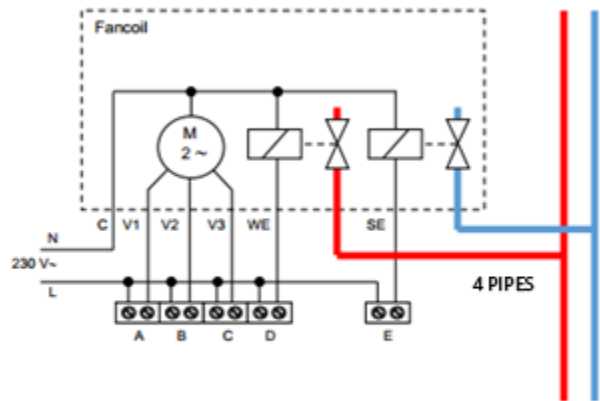 Fancoil
M
2 ~
C V1 V2 V3 WE SE
N
230 V~
L
4 PIPES
A B C D E